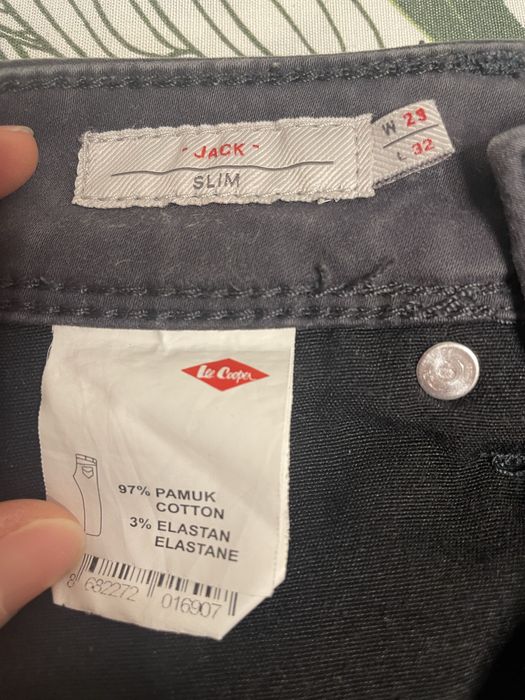 - JACK -
SLIM
W 29
L 32
Lee Cooper
97% PAMUK
COTTON
3% ELASTAN
ELASTANE
8 682272 016907